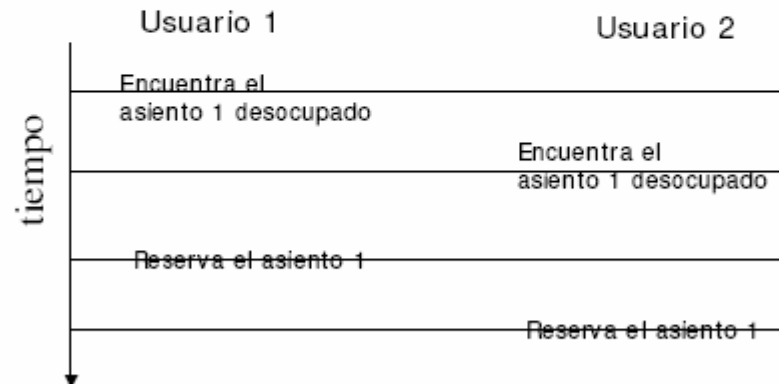 Usuario 1
Usuario 2
Encuentra el
asiento 1 desocupado
Encuentra el
asiento 1 desocupado
tiempo
Reserva el asiento 1
Reserva el asiento 1